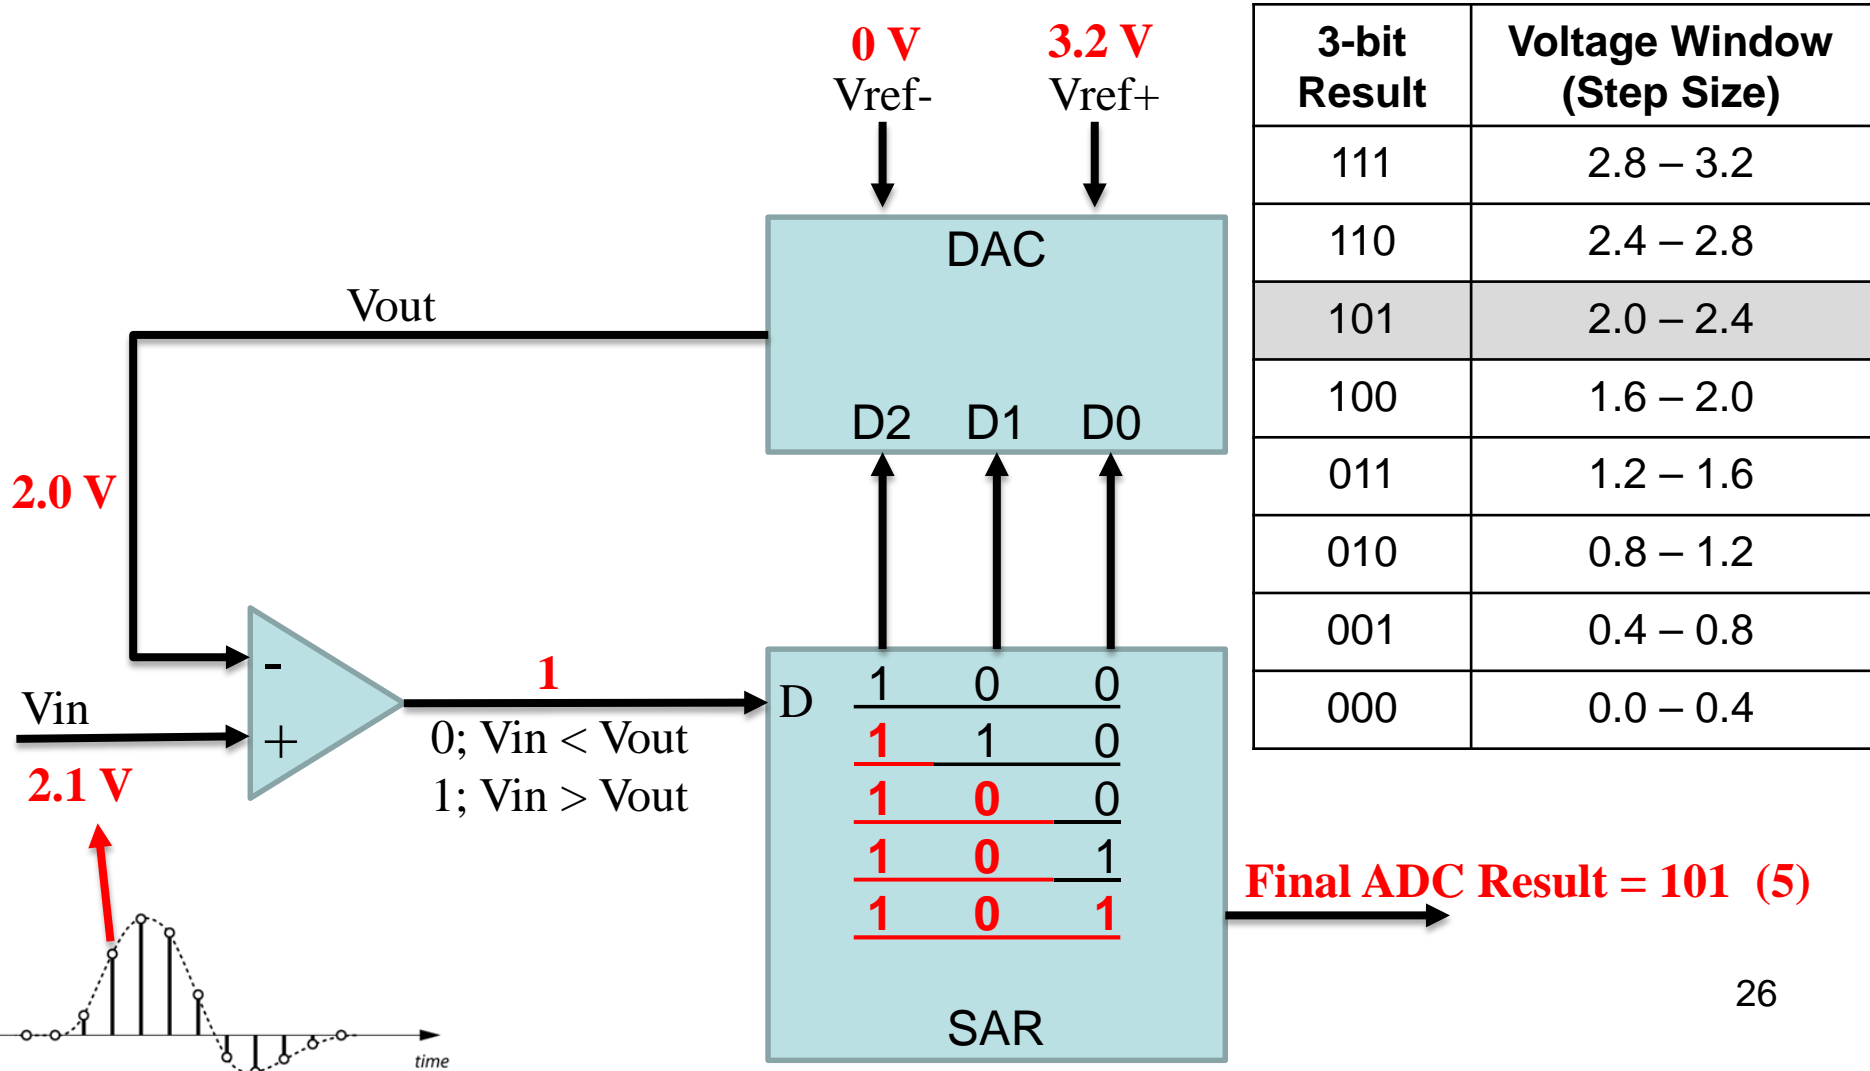 0 V 3.2 V
Vref- Vref+
DAC
D2 D1 D0
Vout
2.0 V
-
+
Vin
2.1 V
1
0; Vin < Vout
1; Vin > Vout
D
1 0 0
1 1 0
1 0 0
1 0 1
1 0 1
SAR
time
3-bit Result
Voltage Window (Step Size)
111 2.8 – 3.2
110 2.4 – 2.8
101 2.0 – 2.4
100 1.6 – 2.0
011 1.2 – 1.6
010 0.8 – 1.2
001 0.4 – 0.8
000 0.0 – 0.4
Final ADC Result = 101 (5)
26